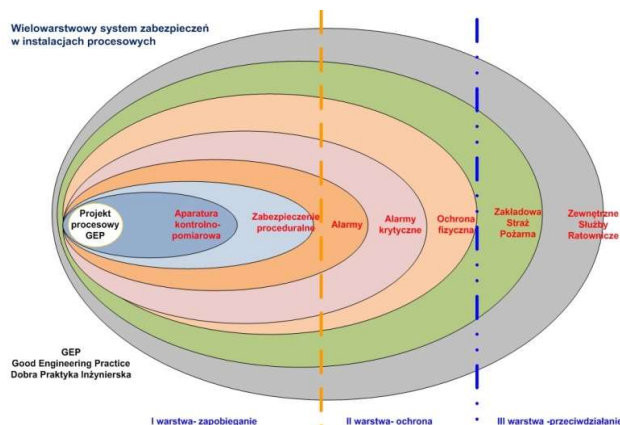 Wielowarstwowy system zabezpieczeń
w instalacjach procesowych
Projekt
procesowy
GEP
Aparatura
kontrolno-
pomiarowa
Zabezpieczenie
proceduralne
Alarmy
Alarmy
krytyczne
Ochrona
fizyczna
Zakładowa
Straż
Pożarna
Zewnętrzne
Służby
Ratownicze
GEP
Good Engineering Practice
Dobra Praktyka Inżynierska
I warstwa- zapobieganie
II warstwa- ochrona
III warstwa -przeciwdziałanie